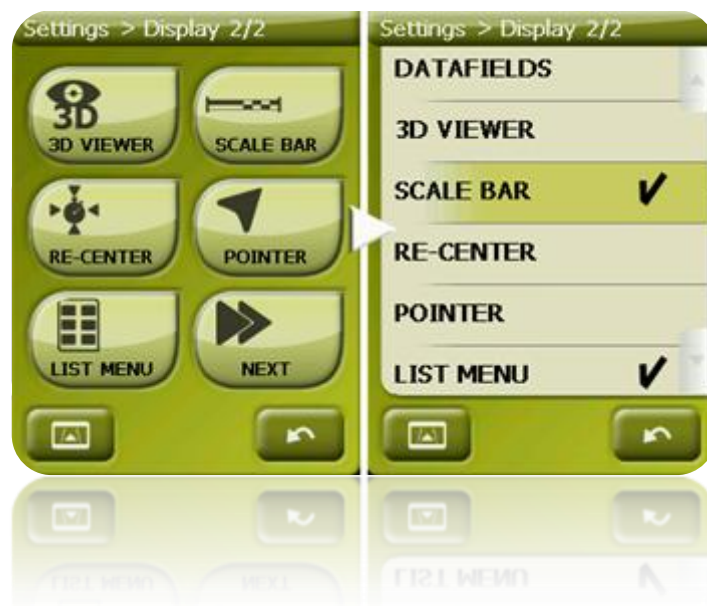 Settings > Display 2/2
3D
3D VIEWER
SCALE BAR
RE-CENTER
POINTER
LIST MENU
NEXT
Settings > Display 2/2
DATAFIELDS
3D VIEWER
SCALE BAR
RE-CENTER
POINTER
LIST MENU